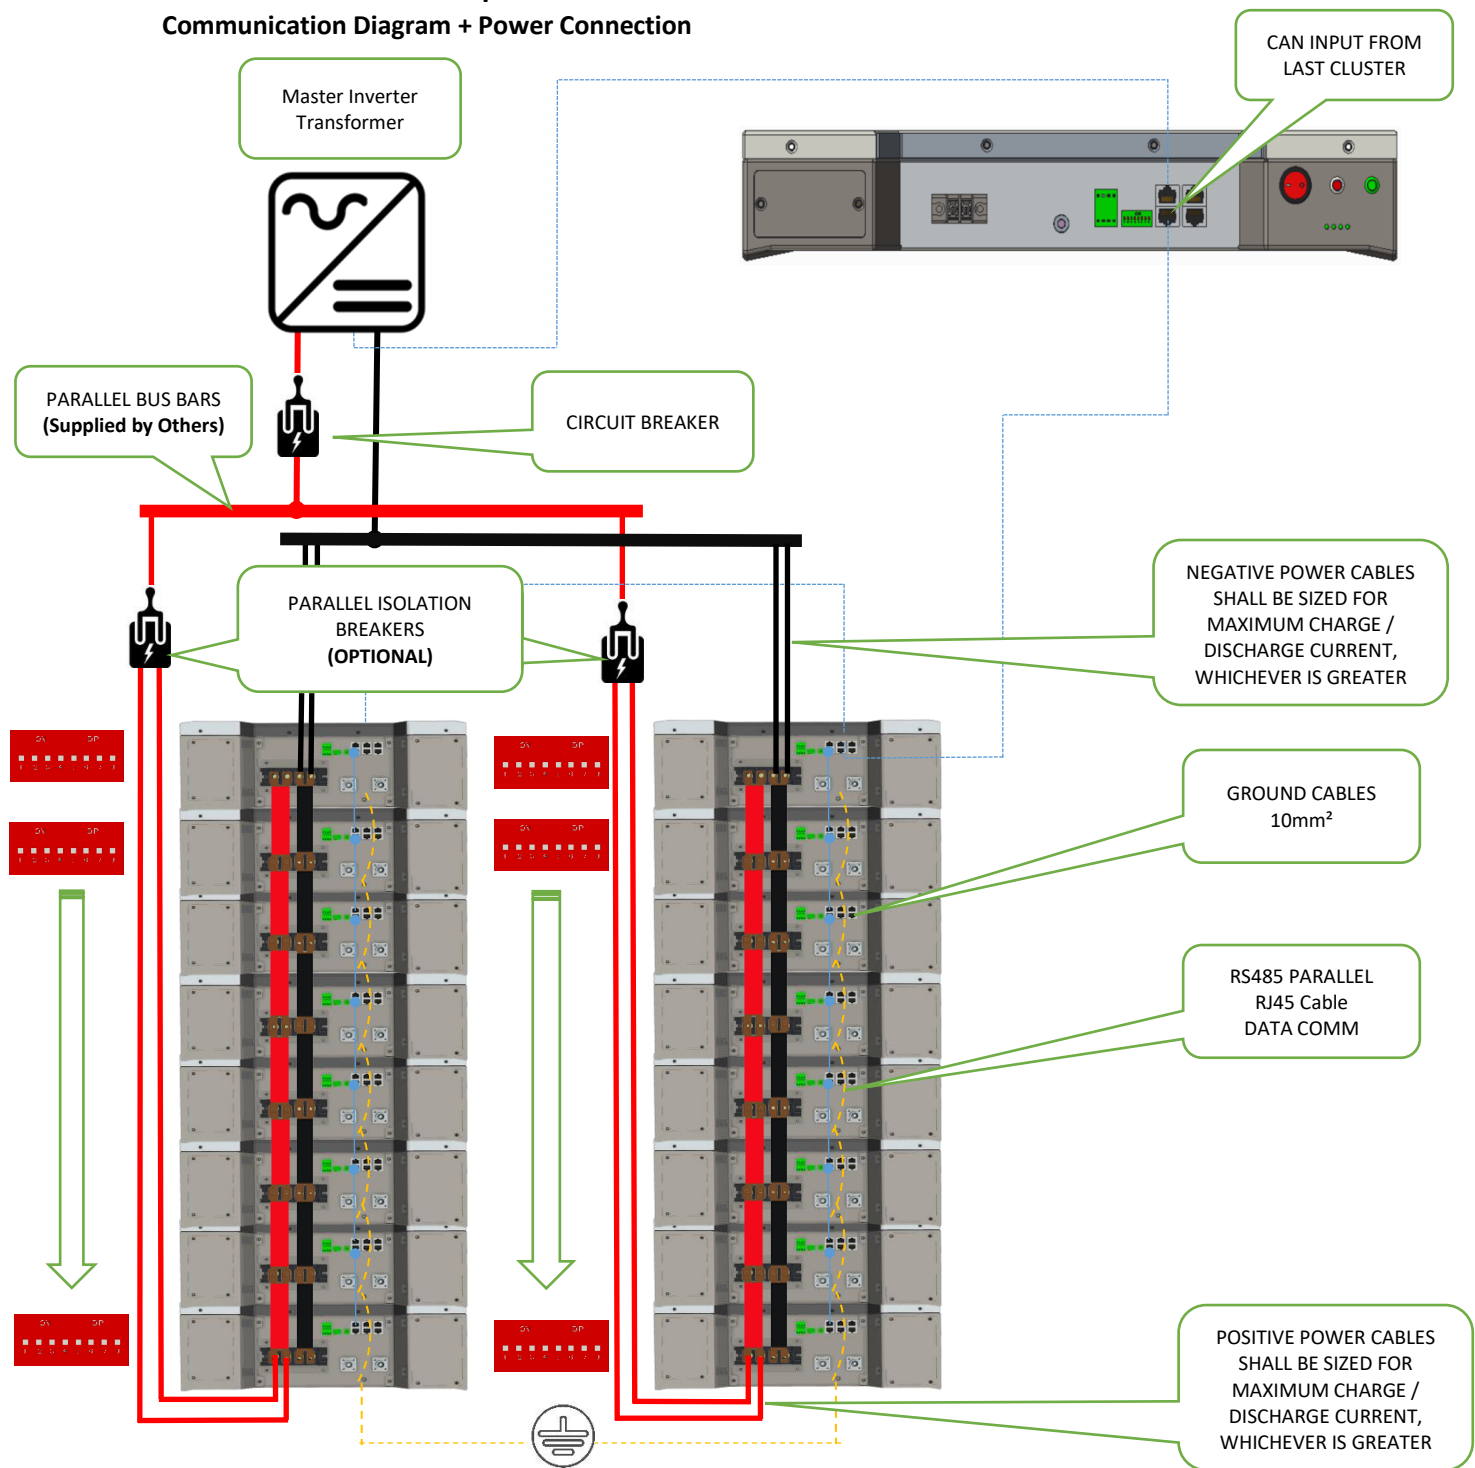 Communication Diagram + Power Connection
CAN INPUT FROM
LAST CLUSTER
Master Inverter
Transformer
PARALLEL BUS BARS
(Supplied by Others)
CIRCUIT BREAKER
PARALLEL ISOLATION
BREAKERS
(OPTIONAL)
NEGATIVE POWER CABLES
SHALL BE SIZED FOR
MAXIMUM CHARGE /
DISCHARGE CURRENT,
WHICHEVER IS GREATER
GROUND CABLES
10mm²
RS485 PARALLEL
RJ45 Cable
DATA COMM
POSITIVE POWER CABLES
SHALL BE SIZED FOR
MAXIMUM CHARGE /
DISCHARGE CURRENT,
WHICHEVER IS GREATER